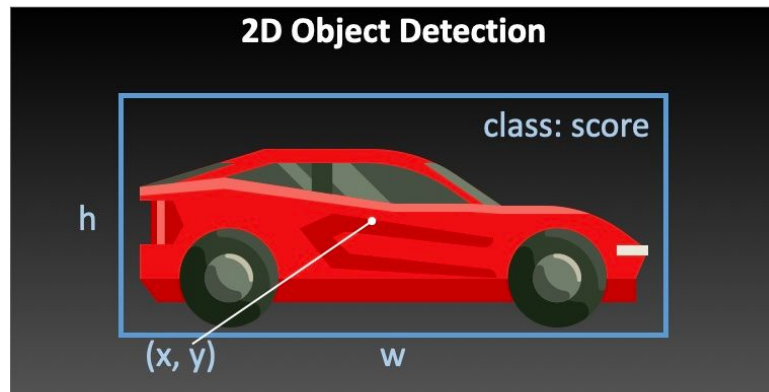 2D Object Detection
class: score
h
(x, y)
w